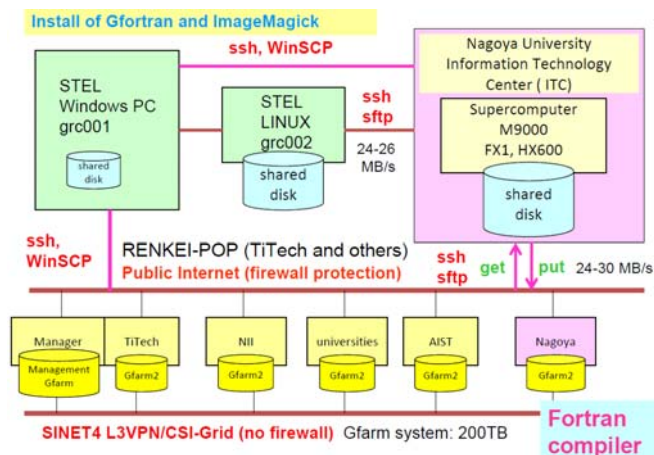 Install of Gfortran and ImageMagick
ssh, WinSCP
STEL
Windows PC
grc001
shared
disk
STEL
LINUX
grc002
shared
disk
ssh
sftp
24-26
MB/s
Nagoya University
Information Technology
Center ( ITC)
Supercomputer
M9000
FX1, HX600
shared
disk
ssh,
WinSCP
RENKEI-POP (TiTech and others)
Public Internet (firewall protection)
ssh
sftp
get
put
24-30 MB/s
Manager
Management
Gfarm
TiTech
Gfarm2
NII
Gfarm2
universities
Gfarm2
AIST
Gfarm2
Nagoya
Gfarm2
SINET4 L3VPN/CSI-Grid (no firewall) Gfarm system: 200TB
Fortran
compiler